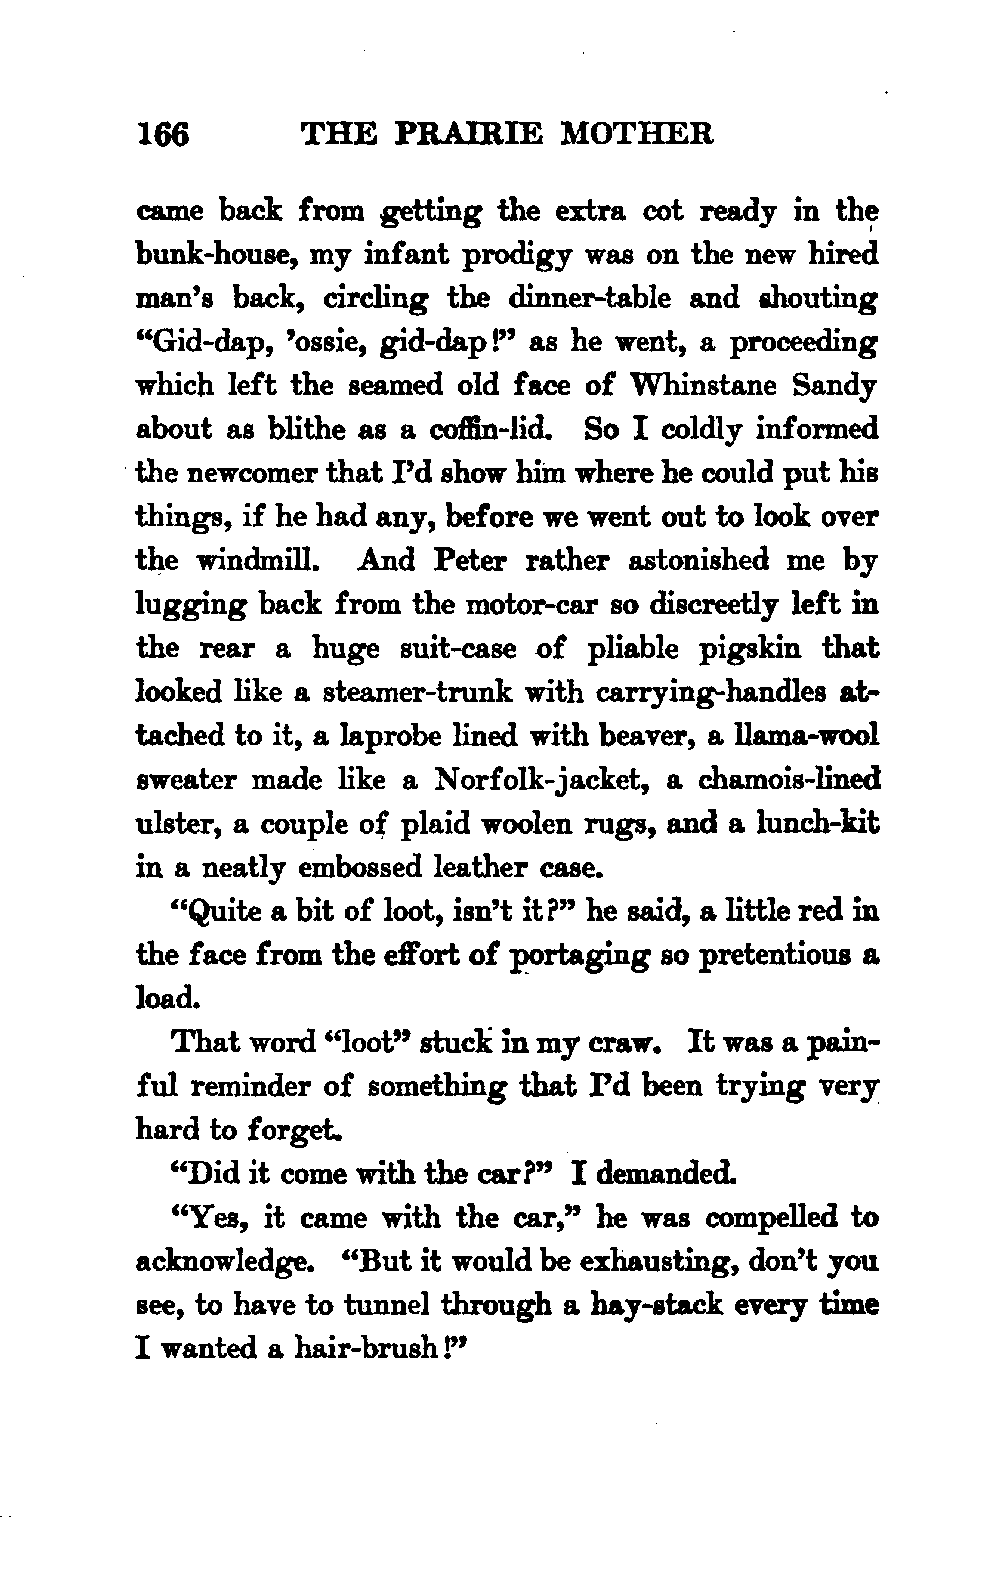 166 THE PRAIRIE MOTHER
came back from getting the extra cot ready in the
bunk-house, my infant prodigy was on the new hired
man's back, circling the dinner-table and shouting
“Gid-dap, 'ossie, gid-dap!” as he went, a proceeding
which left the seamed old face of Whinstane Sandy
about as blithe as a coffin-lid. So I coldly informed
the newcomer that I'd show him where he could put his
things, if he had any, before we went out to look over
the windmill. And Peter rather astonished me by
lugging back from the motor-car so discreetly left in
the rear a huge suit-case of pliable pigskin that
looked like a steamer-trunk with carrying-handles at-
tached to it, a laprobe lined with beaver, a llama-wool
sweater made like a Norfolk-jacket, a chamois-lined
ulster, a couple of plaid woolen rugs, and a lunch-kit
in a neatly embossed leather case.
“Quite a bit of loot, isn't it?” he said, a little red in
the face from the effort of portaging so pretentious a
load.
That word “loot” stuck in my craw. It was a pain-
ful reminder of something that I'd been trying very
hard to forget.
“Did it come with the car?” I demanded.
“Yes, it came with the car,” he was compelled to
acknowledge. “But it would be exhausting, don't you
see, to have to tunnel through a hay-stack every time
I wanted a hair-brush!”